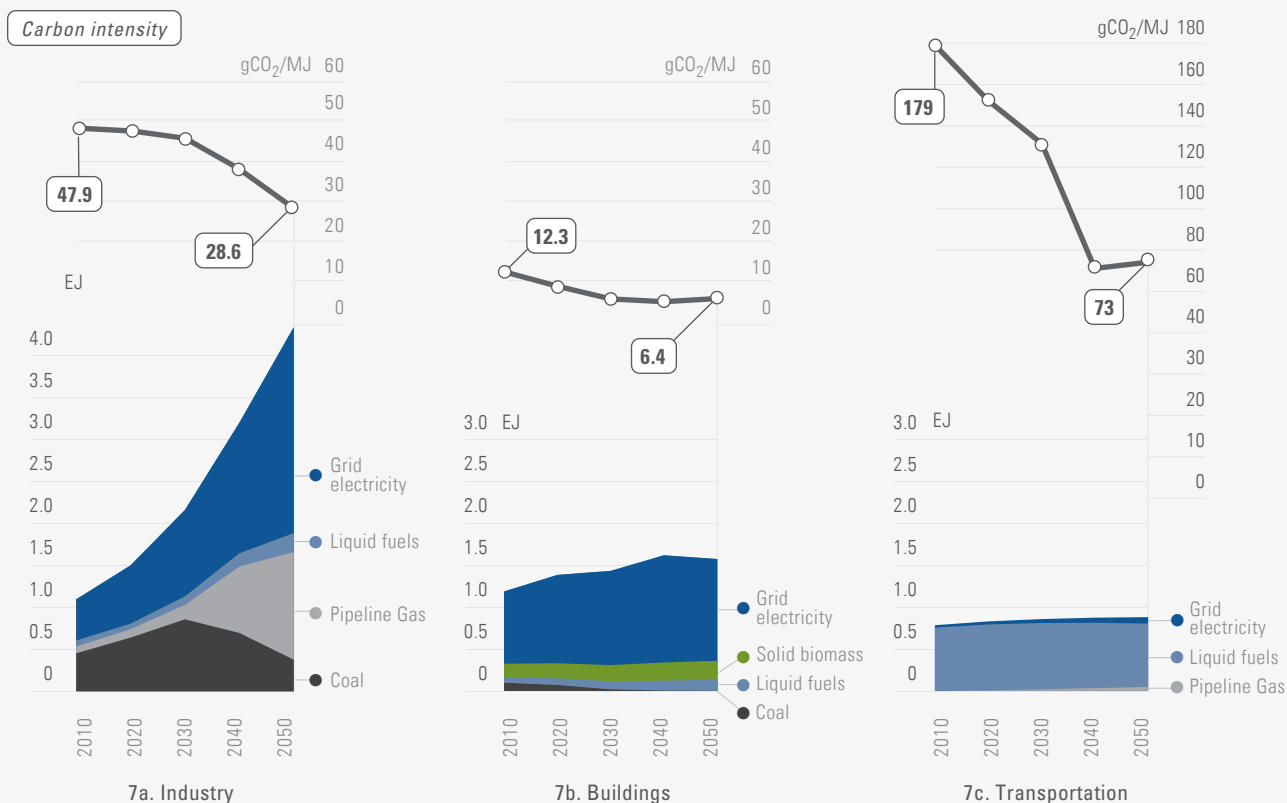 Carbon intensity
gCO2/MJ 60
50
40
30
20
10
0
47.9
28.6
EJ
4.0
3.5
3.0
2.5
2.0
1.5
1.0
0.5
0
Grid
electricity
Liquid fuels
Pipeline Gas
Coal
2010
2020
2030
2040
2050
7a. Industry
gCO2/MJ 60
50
40
30
20
10
0
12.3
6.4
3.0 EJ
2.5
2.0
1.5
1.0
0.5
0
Grid
electricity
Solid biomass
Liquid fuels
Coal
2010
2020
2030
2040
2050
7b. Buildings
gCO2/MJ 180
160
140
120
100
80
60
40
30
20
10
0
179
73
3.0 EJ
2.5
2.0
1.5
1.0
0.5
0
Grid
electricity
Liquid fuels
Pipeline Gas
2010
2020
2030
2040
2050
7c. Transportation